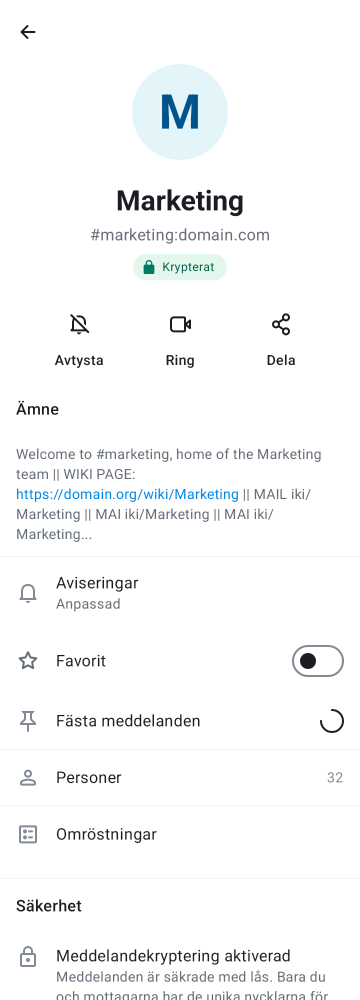 M
Marketing
#marketing:domain.com
Krypterat
Avtysta
Ring
Dela
Ämne
Welcome to #marketing, home of the Marketing
team || WIKI PAGE:
https://domain.org/wiki/Marketing || MAIL iki/
Marketing || MAI iki/Marketing || MAI iki/
Marketing...
Aviseringar
Anpassad
Favorit
Fästa meddelanden
Personer
32
Omröstningar
Säkerhet
Meddelandekryptering aktiverad
Meddelanden är säkrade med lås. Bara du
och mottagarna har de unika nycklarna för